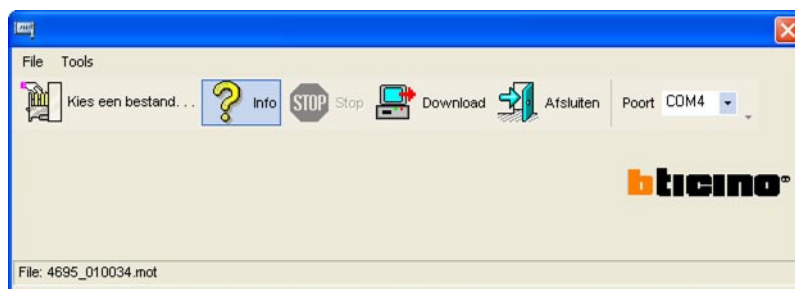 File Tools
Kies een bestand. . . Info STOP Stop Download Afsluiten Poort COM4
bticino
File: 4695_010034.mot